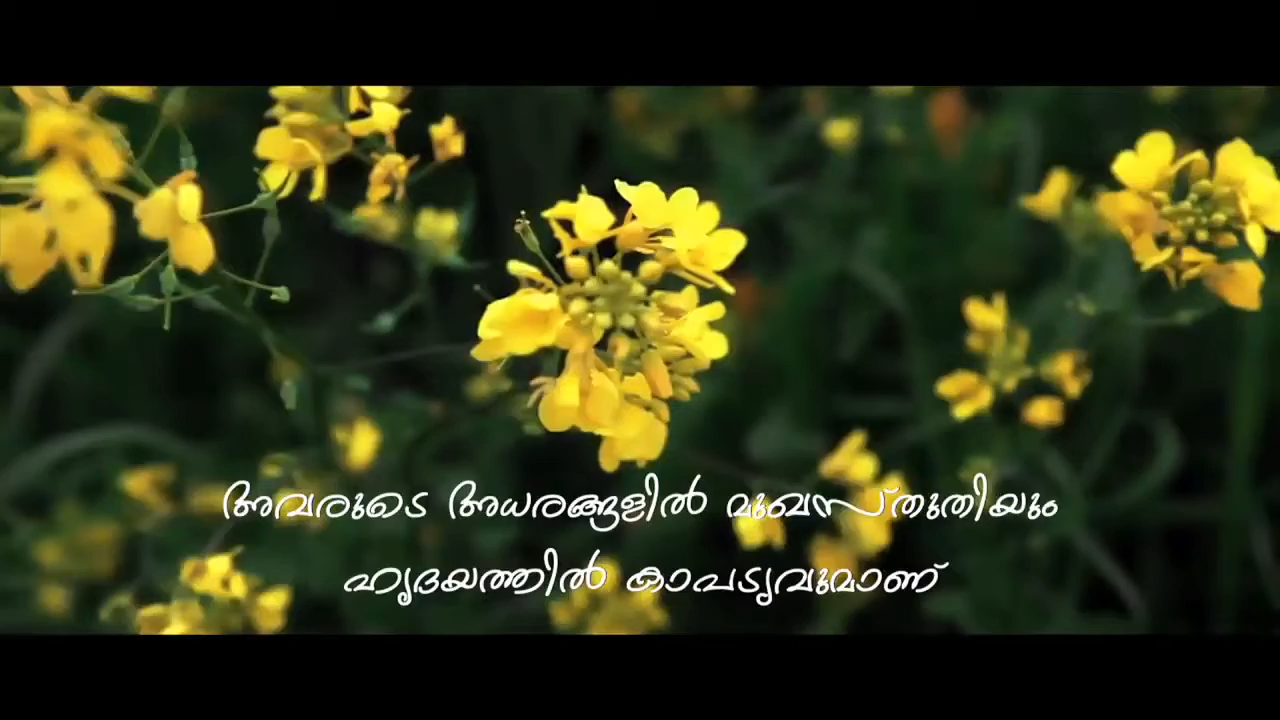 അവരുടെ അധരങ്ങളിൽ മുഖസ്തുതിയും
ഹൃദയത്തിൽ കാപട്യവുമാണ്